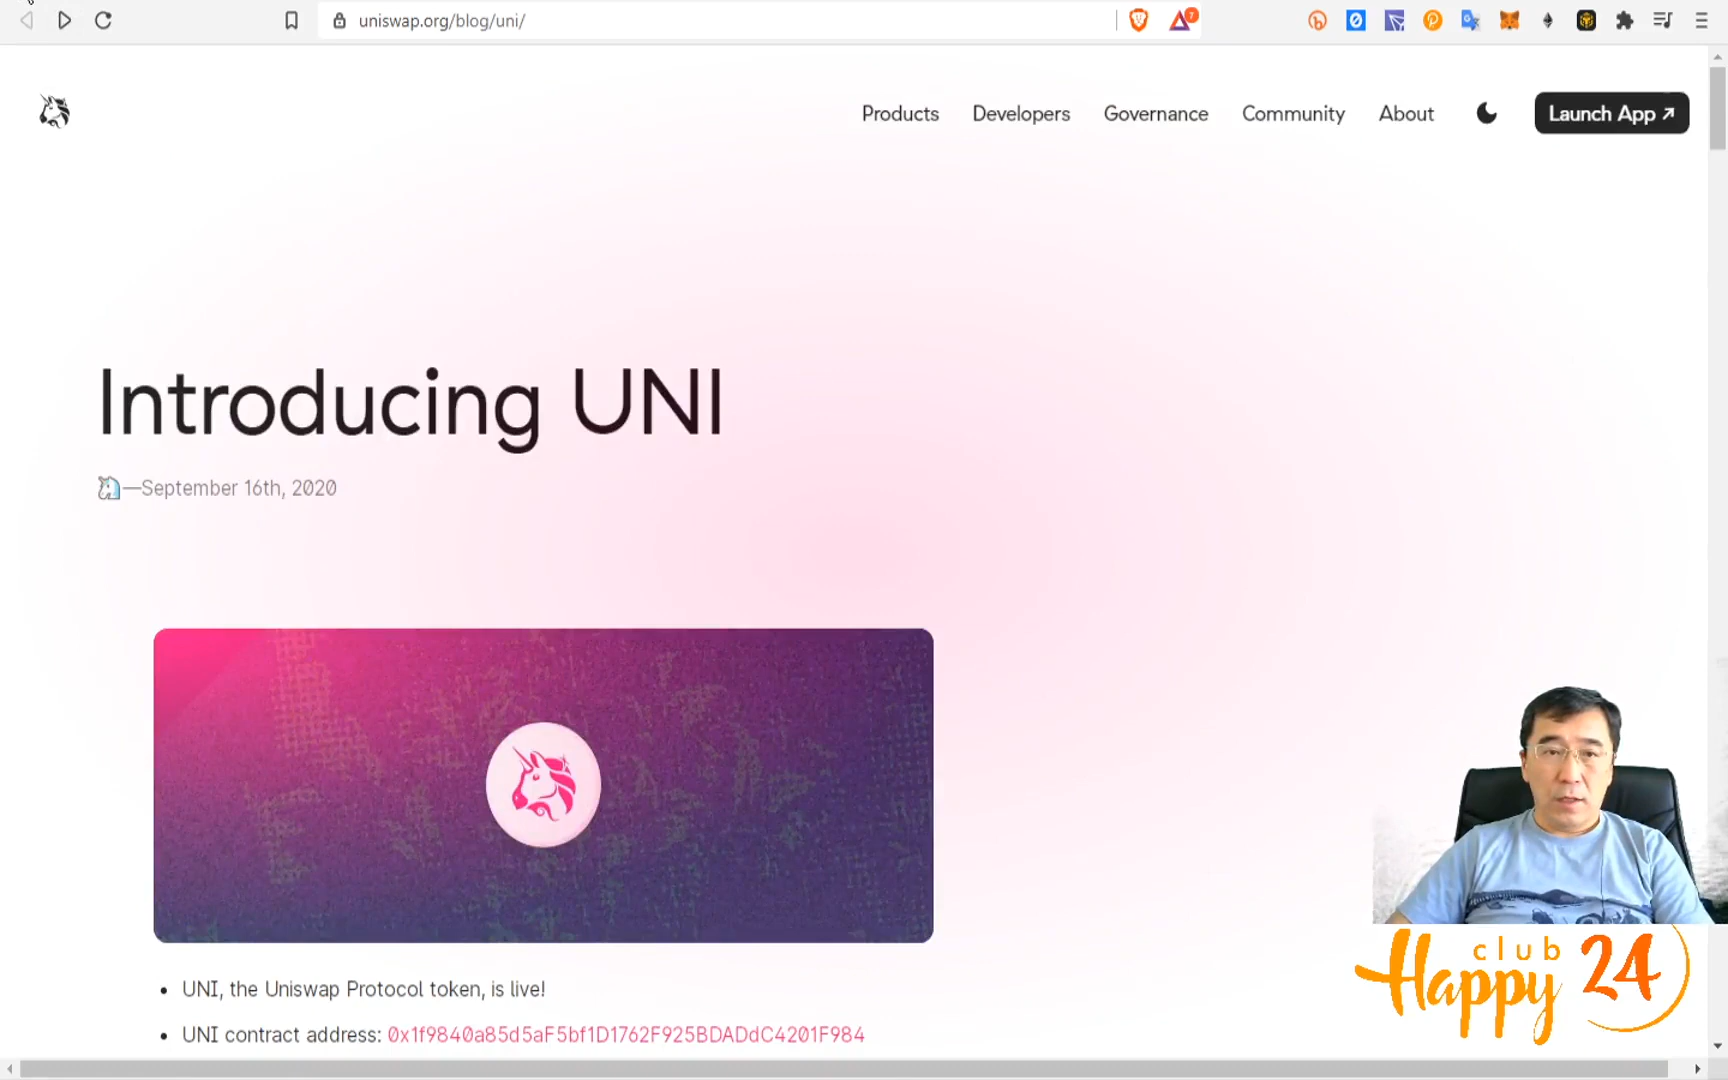 uniswap.org/blog/uni/
7
Products
Developers
Governance
Community
About
Launch App ↗
Introducing UNI
—September 16th, 2020
• UNI, the Uniswap Protocol token, is live!
• UNI contract address: 0x1f9840a85d5aF5bf1D1762F925BDADdC4201F984
club
Happy 24